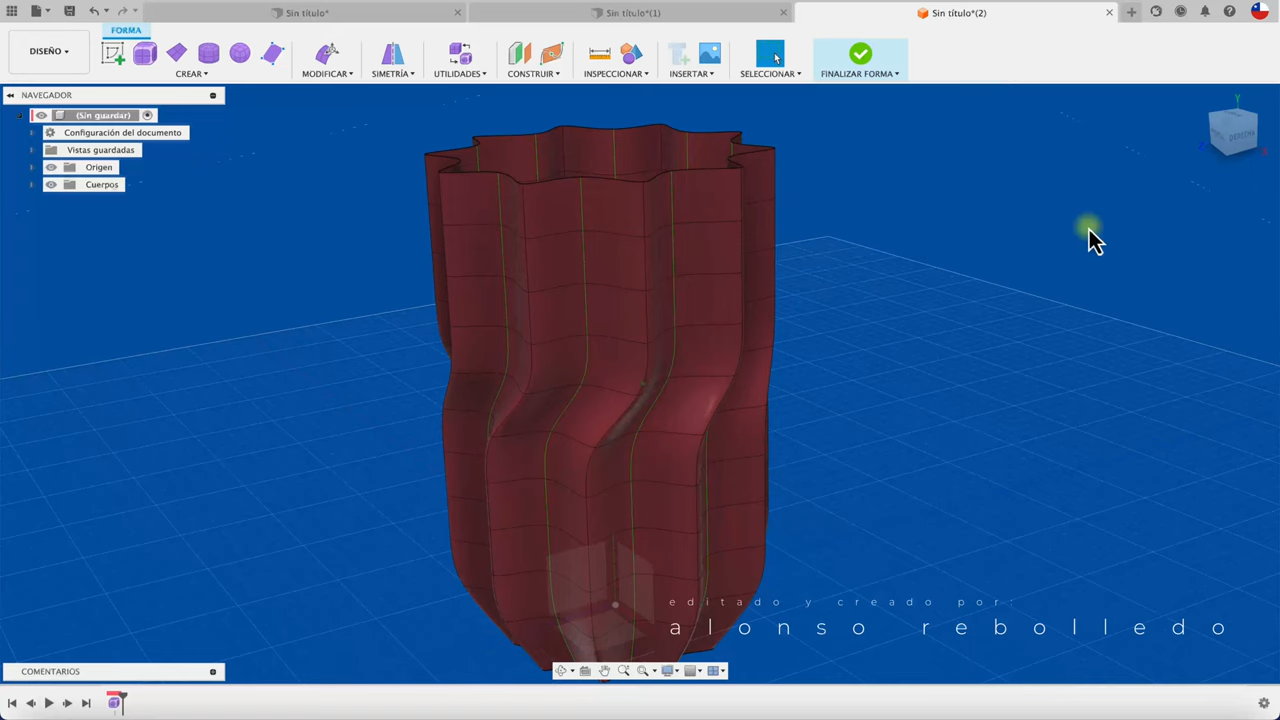 Sin título*
Sin título*(1)
Sin título*(2)
FORMA
DISEÑO
CREAR
MODIFICAR
SIMETRÍA
UTILIDADES
CONSTRUIR
INSPECCIONAR
INSERTAR
SELECCIONAR
FINALIZAR FORMA
NAVEGADOR
(Sin guardar)
Configuración del documento
Vistas guardadas
Origen
Cuerpos
Y
DERECHA
X
Z
editado y creado por:
alonso rebolledo
COMENTARIOS